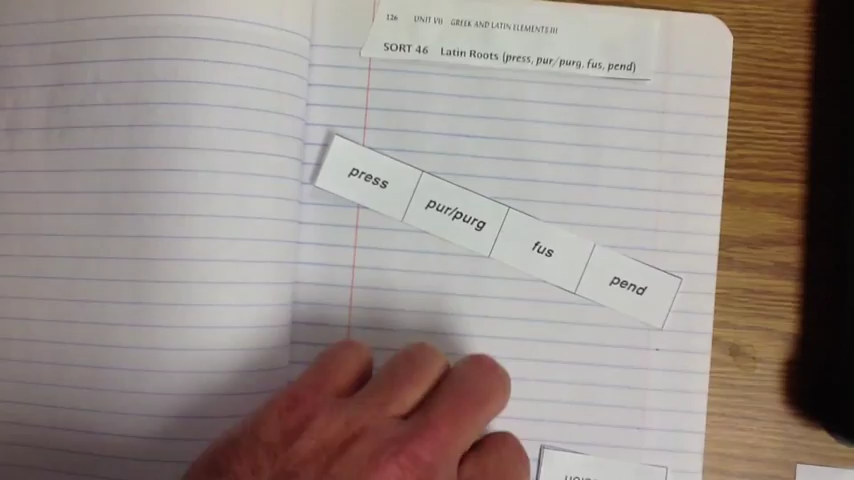 126 UNIT VII GREEK AND LATIN ELEMENTS III
SORT 46 Latin Roots (press, pur/purg, fus, pend)
press
pur/purg
fus
pend